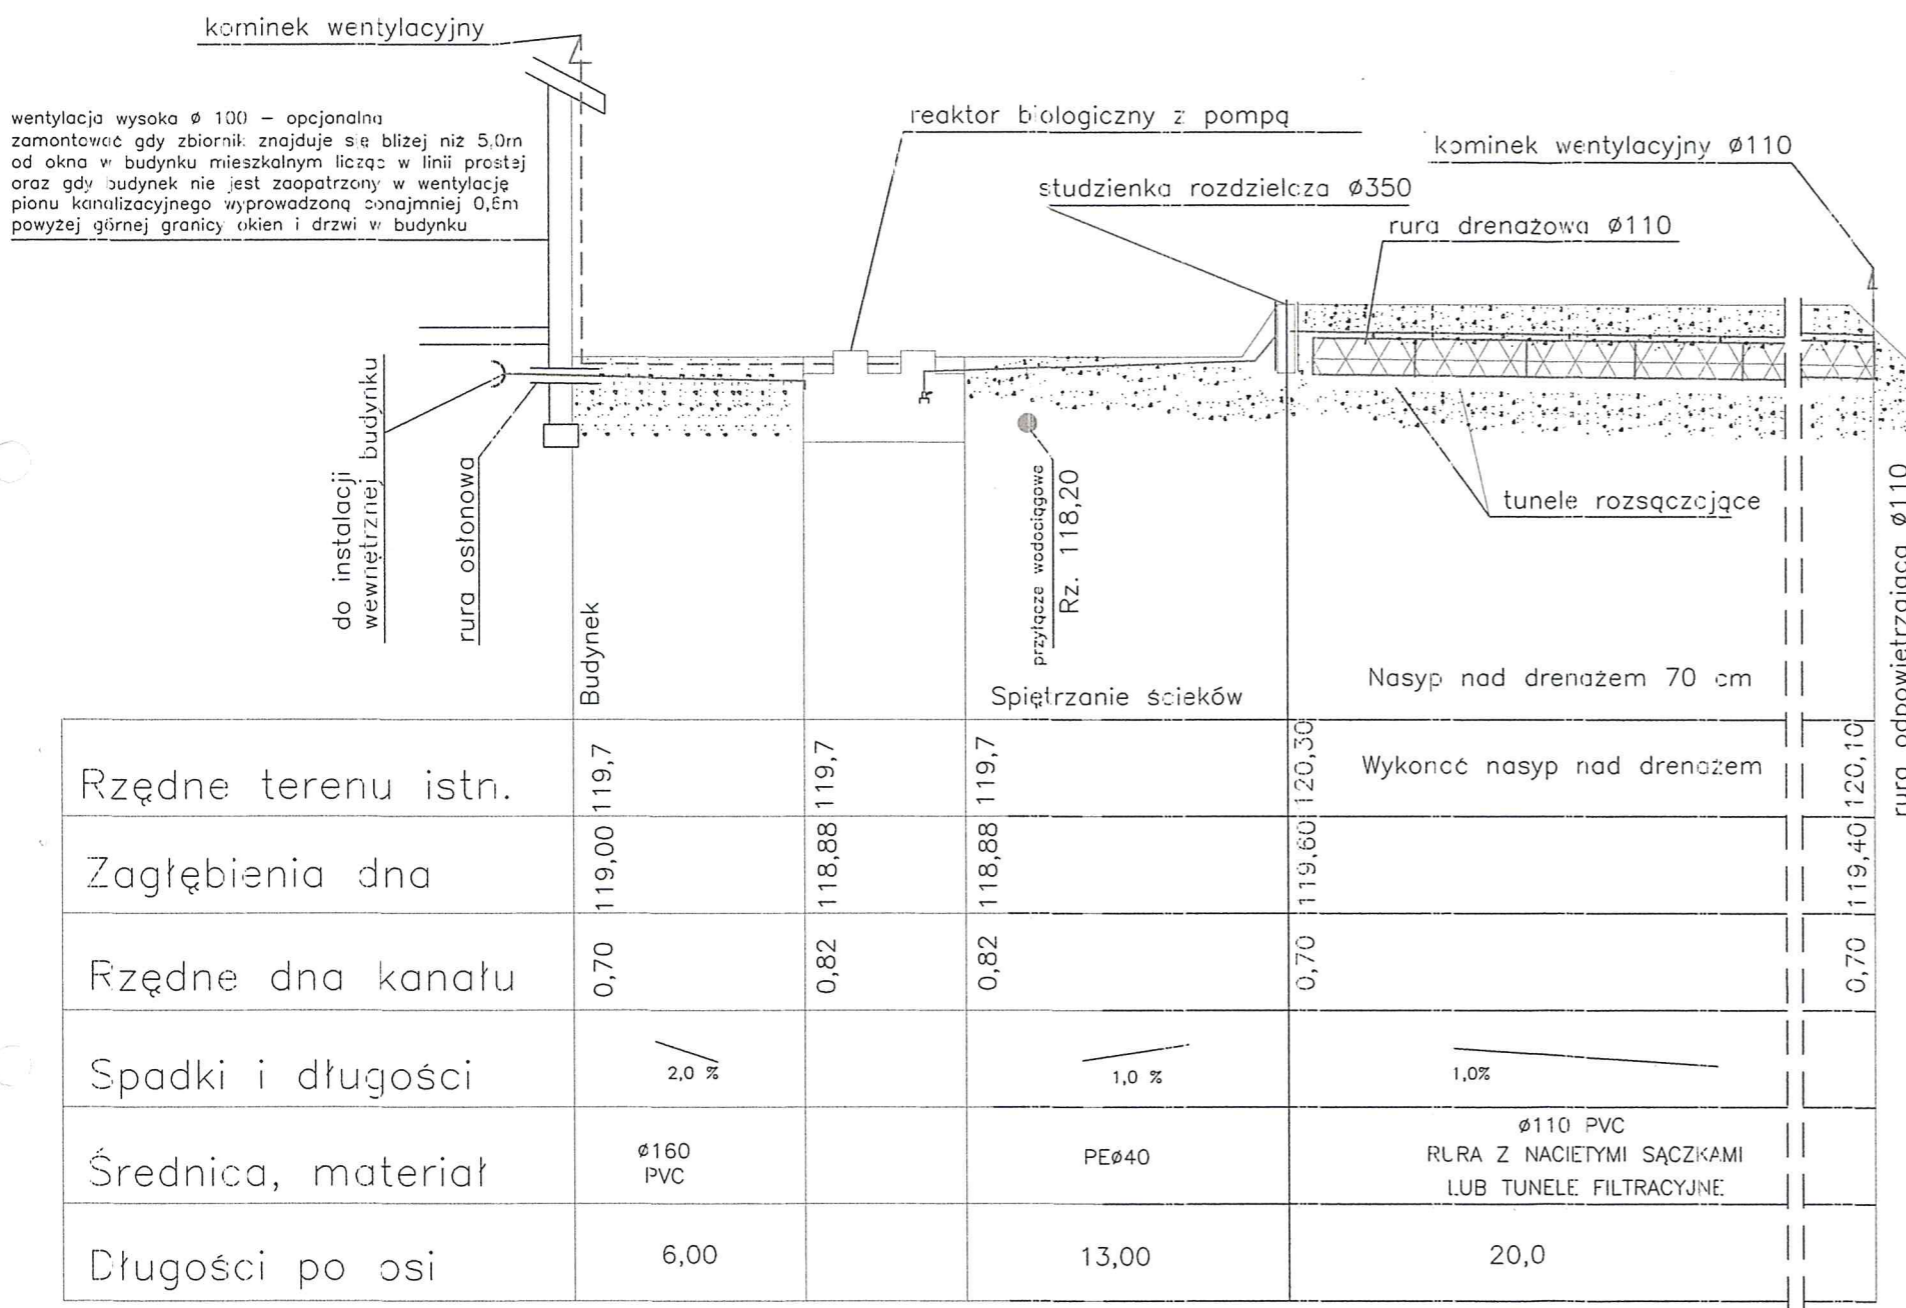 kominek wentylacyjny
wentylacja wysoka ø 100 – opcjonalna
zamontować gdy zbiornik znajduje się bliżej niż 5,0m
od okna w budynku mieszkalnym licząc w linii prostej
oraz gdy budynek nie jest zaopatrzony w wentylację
pionu kanalizacyjnego wyprowadzoną conajmniej 0,6m
powyżej górnej granicy okien i drzwi w budynku
reaktor biologiczny z pompą
kominek wentylacyjny ø110
studzienka rozdzielcza ø350
rura drenażowa ø110
do instalacji
wewnętrznej budynku
rura osłonowa
Budynek
przyłącze wodociągowe
Rz. 118,20
tunele rozsączające
rura odpowietrzająca ø110
Spiętrzanie ścieków
Nasyp nad drenażem 70 cm
Rzędne terenu istn.
119,7
119,7
119,7
120,30
Wykonać nasyp nad drenażem
120,10
Zagłębienia dna
119,00
118,88
118,88
119,60
119,40
Rzędne dna kanału
0,70
0,82
0,82
0,70
0,70
Spadki i długości
2,0 %
1,0 %
1,0%
Średnica, materiał
ø160
PVC
PEø40
ø110 PVC
RURA Z NACIETYMI SĄCZKAMI
LUB TUNELE FILTRACYJNE
Długości po osi
6,00
13,00
20,0